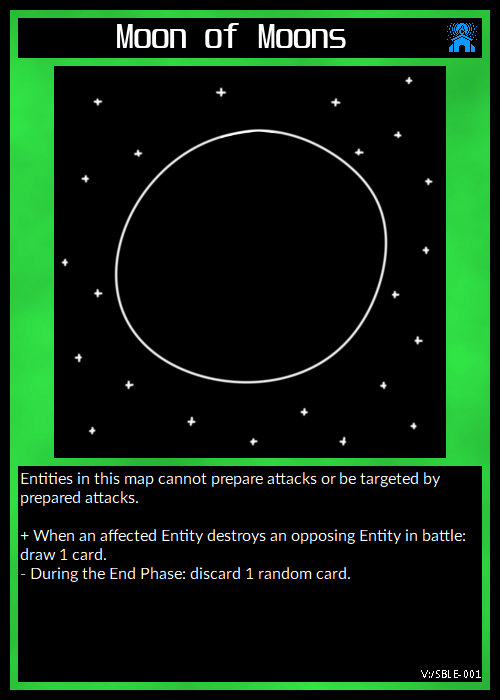 Moon of Moons
Entities in this map cannot prepare attacks or be targeted by
prepared attacks.
+ When an affected Entity destroys an opposing Entity in battle:
draw 1 card.
- During the End Phase: discard 1 random card.
V:/SBLE-001